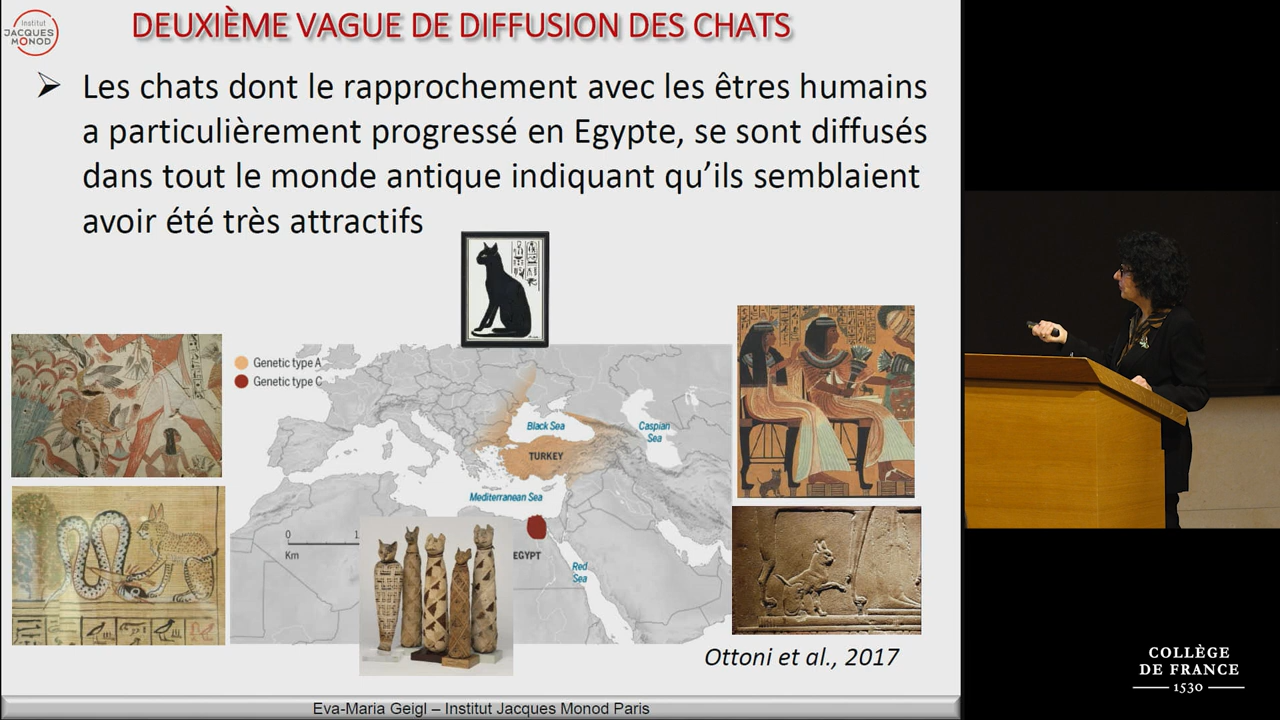 Institut
JACQUES
MONOD
DEUXIÈME VAGUE DE DIFFUSION DES CHATS
Les chats dont le rapprochement avec les êtres humains
a particulièrement progressé en Egypte, se sont diffusés
dans tout le monde antique indiquant qu’ils semblaient
avoir été très attractifs
Genetic type A
Genetic type C
Black Sea
Caspian
Sea
TURKEY
Mediterranean Sea
0
1
Km
EGYPT
Red
Sea
Ottoni et al., 2017
Eva-Maria Geigl – Institut Jacques Monod Paris
COLLÈGE
DE FRANCE
1530